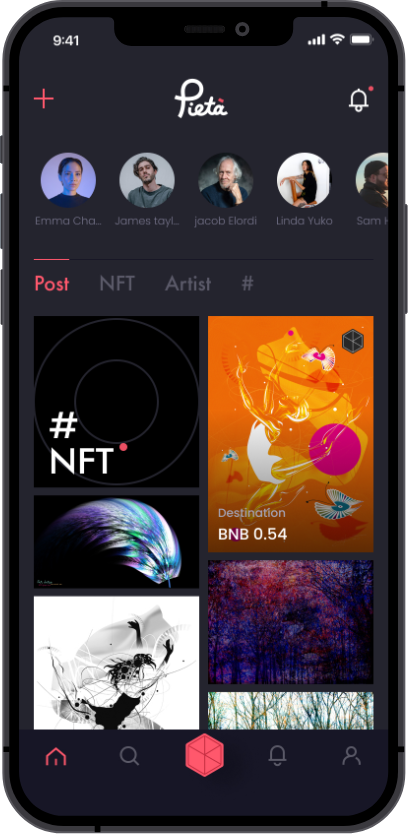 9:41
Pietà
Emma Cha...
James tayl...
jacob Elordi
Linda Yuko
Sam H
Post
NFT
Artist
#
#
NFT
Destination
BNB 0.54